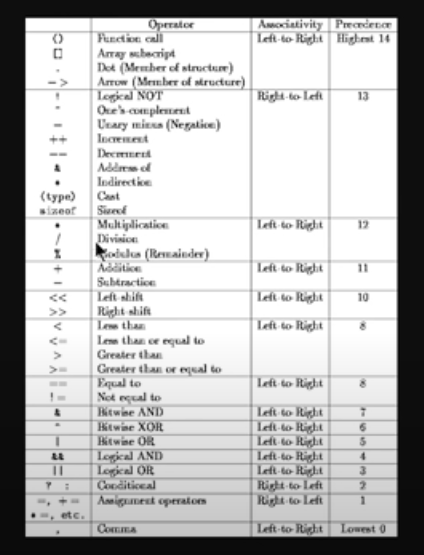 Operator Associativity Precedence
() Function call Left-to-Right Highest 14
[] Array subscript
. Dot (Member of structure)
-> Arrow (Member of structure)
! Logical NOT Right-to-Left 13
~ One's-complement
- Unary minus (Negation)
++ Increment
-- Decrement
& Address of
* Indirection
(type) Cast
sizeof Sizeof
* Multiplication Left-to-Right 12
/ Division
% Modulus (Remainder)
+ Addition Left-to-Right 11
- Subtraction
<< Left-shift Left-to-Right 10
>> Right-shift
< Less than Left-to-Right 8
<= Less than or equal to
> Greater than
>= Greater than or equal to
== Equal to Left-to-Right 8
!= Not equal to
& Bitwise AND Left-to-Right 7
^ Bitwise XOR Left-to-Right 6
| Bitwise OR Left-to-Right 5
&& Logical AND Left-to-Right 4
|| Logical OR Left-to-Right 3
? : Conditional Right-to-Left 2
=, += Assignment operators Right-to-Left 1
*=, etc.
, Comma Left-to-Right Lowest 0